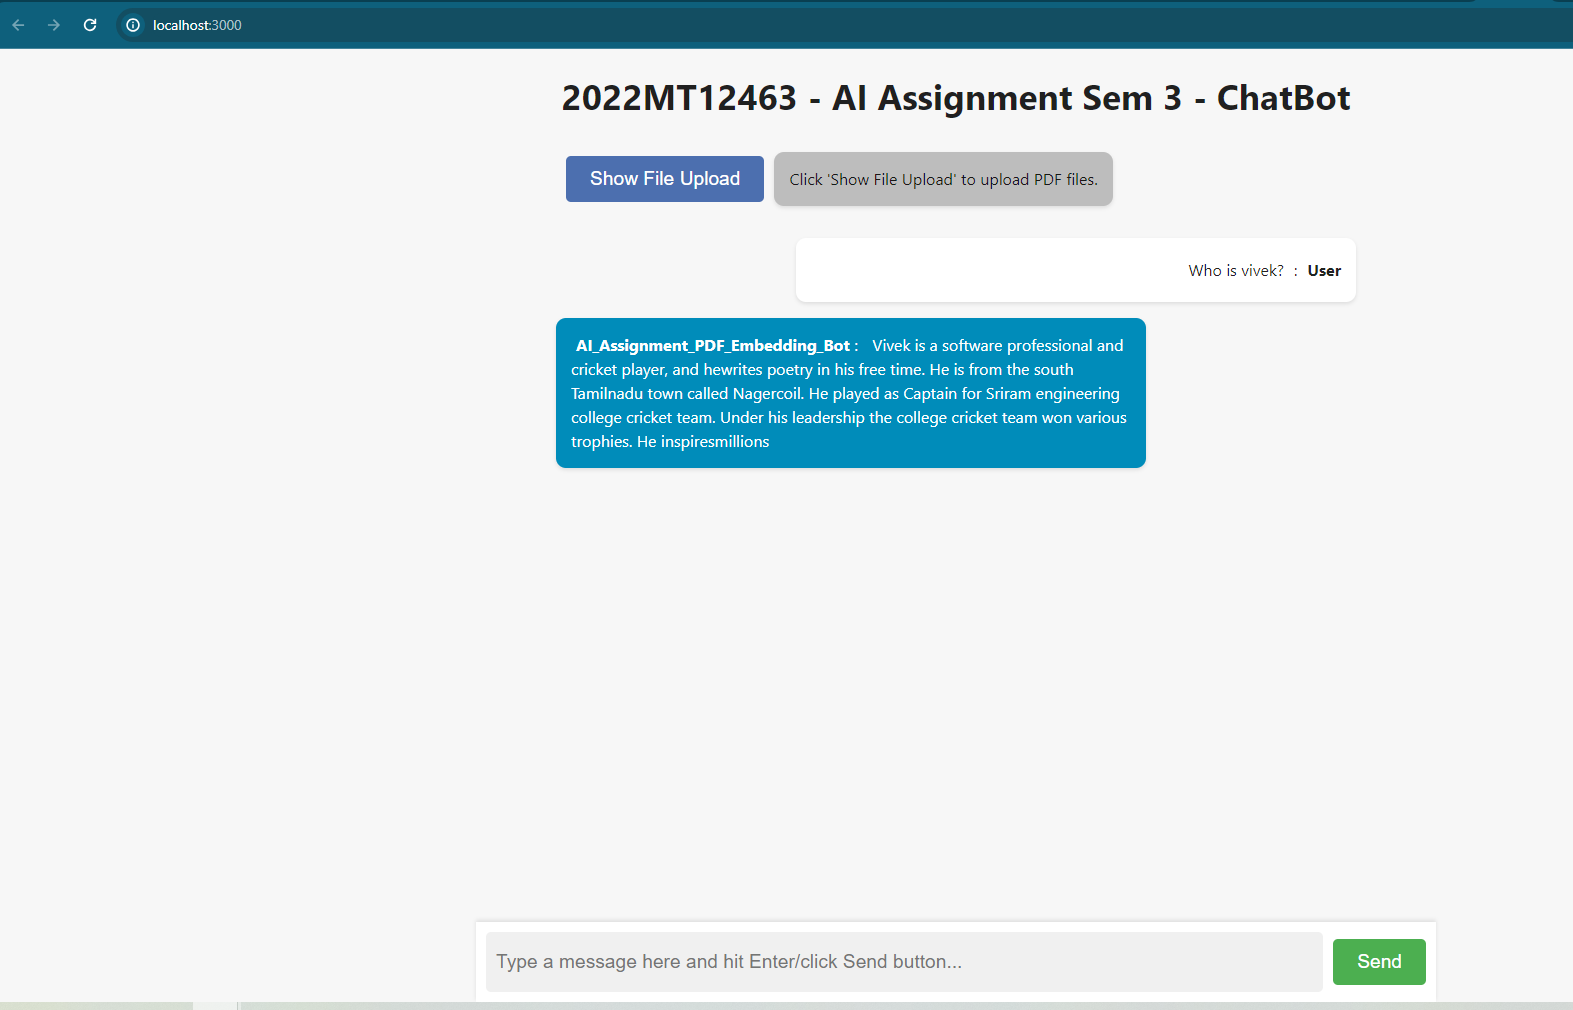 localhost:3000
2022MT12463 - AI Assignment Sem 3 - ChatBot
Show File Upload
Click 'Show File Upload' to upload PDF files.
Who is vivek? : User
AI_Assignment_PDF_Embedding_Bot : Vivek is a software professional and
cricket player, and hewrites poetry in his free time. He is from the south
Tamilnadu town called Nagercoil. He played as Captain for Sriram engineering
college cricket team. Under his leadership the college cricket team won various
trophies. He inspiresmillions
Type a message here and hit Enter/click Send button...
Send